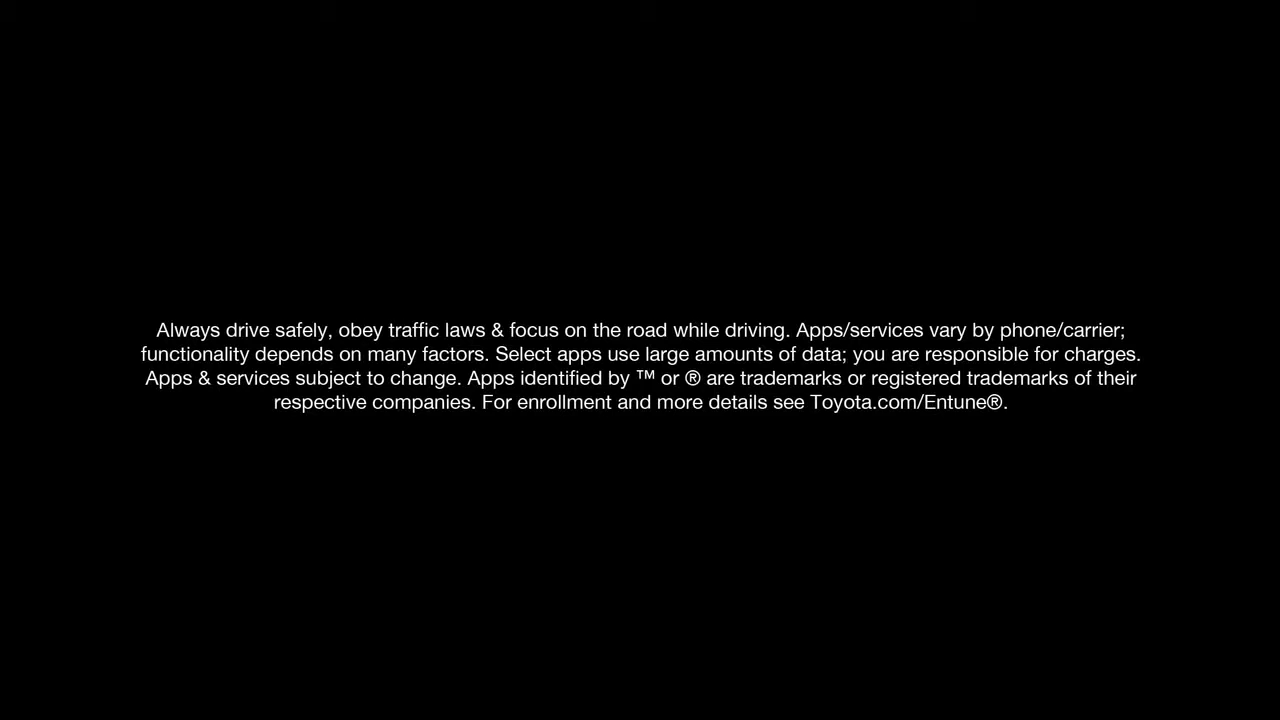 Always drive safely, obey traffic laws & focus on the road while driving. Apps/services vary by phone/carrier;
functionality depends on many factors. Select apps use large amounts of data; you are responsible for charges.
Apps & services subject to change. Apps identified by ™ or ® are trademarks or registered trademarks of their
respective companies. For enrollment and more details see Toyota.com/Entune®.